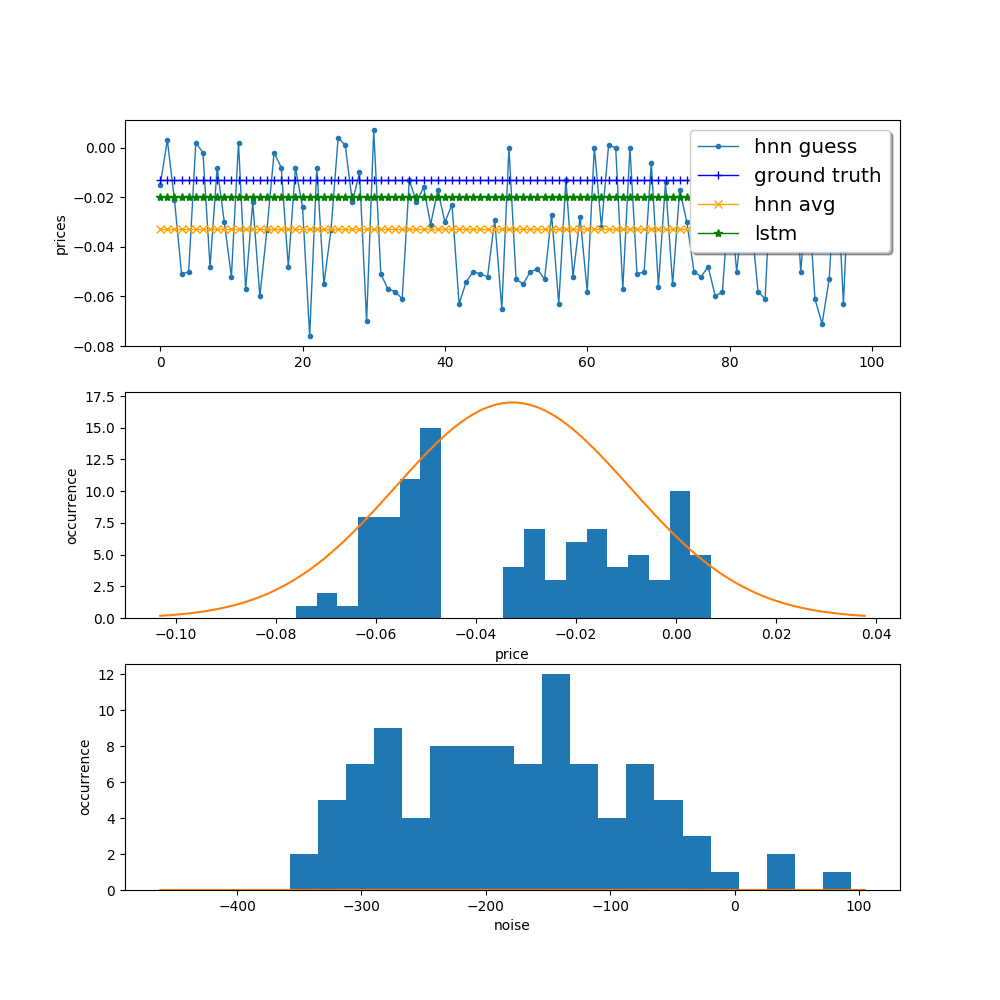 0.00
−0.02
−0.04
−0.06
−0.08
prices
hnn guess
ground truth
hnn avg
lstm
0 20 40 60 80 100
17.5
15.0
12.5
10.0
7.5
5.0
2.5
0.0
occurrence
−0.10 −0.08 −0.06 −0.04 −0.02 0.00 0.02 0.04
price
12
10
8
6
4
2
0
occurrence
−400 −300 −200 −100 0 100
noise